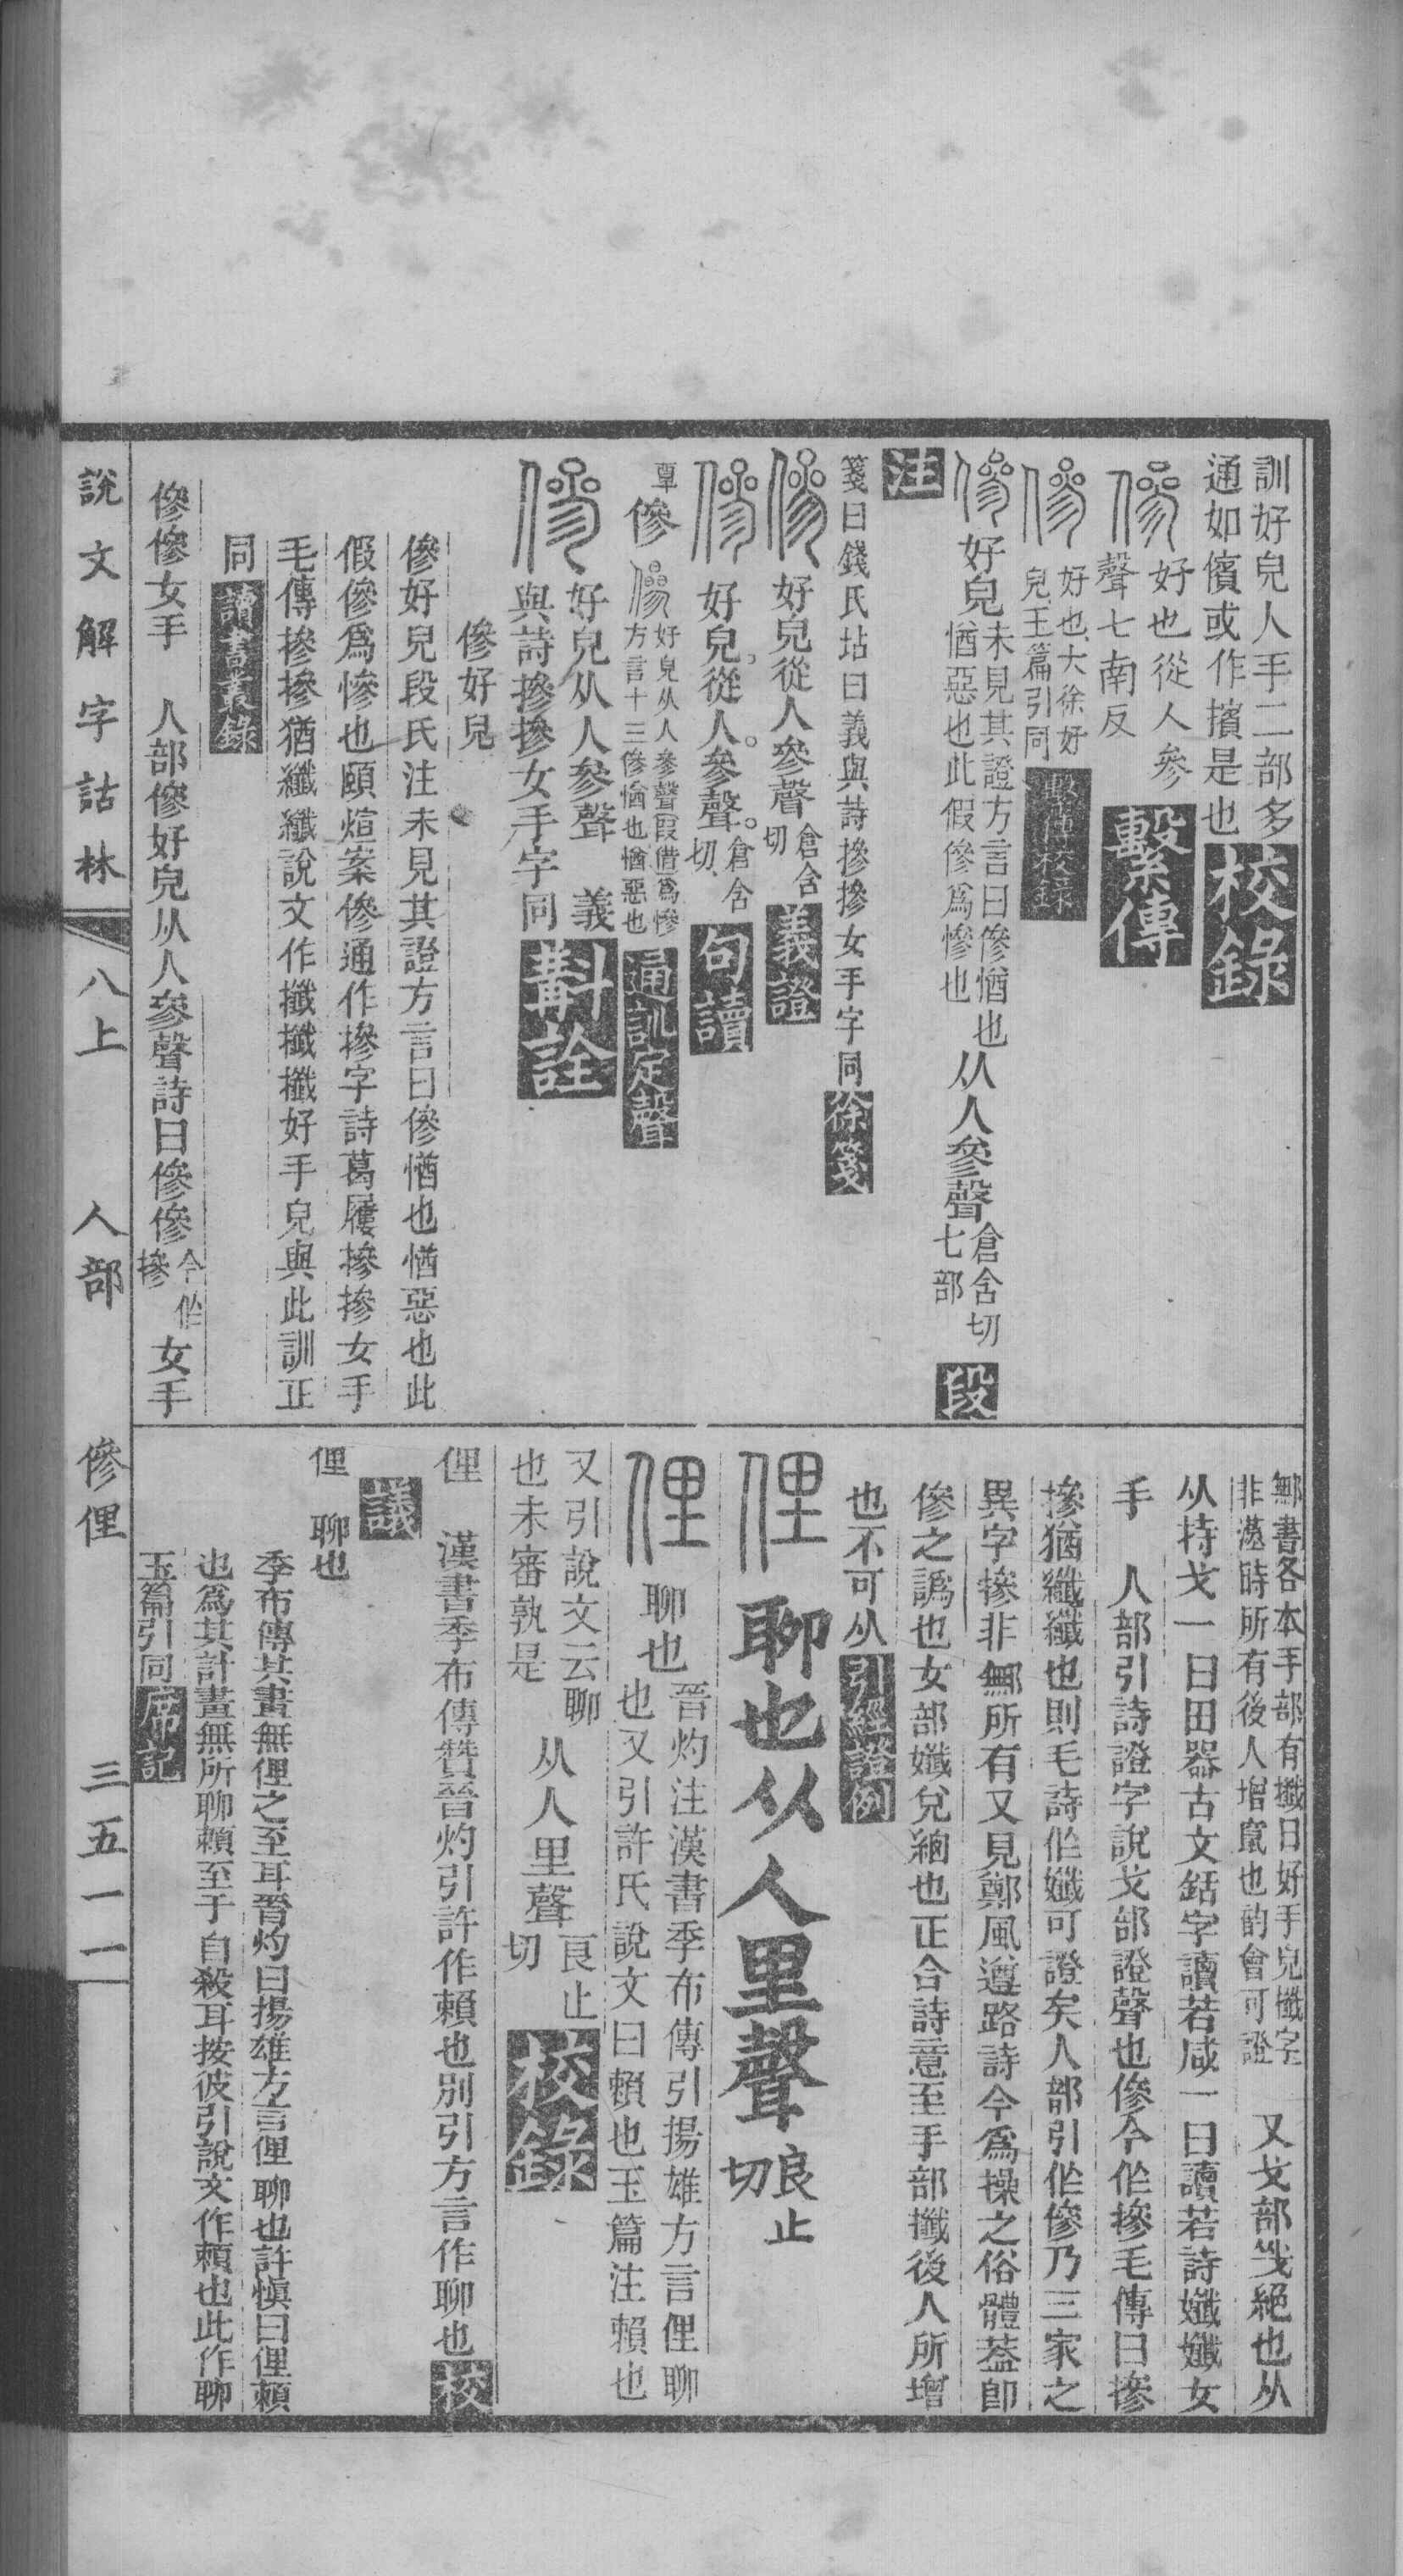 訓好皃人手二部多
通如儐或作擯是也校錄
好也從人參
聲七南反繫傳
好也大徐好
皃玉篇引同繫傳校錄
好皃未見其證方言曰傪惛也
惛惡也此假傪爲慘也从人參聲倉含切
七部段
注
箋曰錢氏坫曰義與詩摻摻女手字同徐箋
好皃從人參聲倉含
切義證
好皃從人參聲倉含
切句讀
覃傪好皃从人參聲叚借爲慘
方言十三傪惛也惛惡也通訓定聲
好皃从人參聲 義
與詩摻摻女手字同斠詮
傪好皃
傪好皃段氏注未見其證方言曰傪惛也惛惡也此
假傪爲慘也頤煊案傪通作摻字詩葛屨摻摻女手
毛傳摻摻猶纖纖說文作攕攕攕好手皃與此訓正
同讀書叢錄
傪傪女手 人部傪好皃从人參聲詩曰傪傪今㑅
摻女手
鄦書各本手部有攕曰好手皃攕字
非漢時所有後人增竄也韵會可證 又戈部㦰絕也从
从持戈一曰田器古文銛字讀若咸一曰讀若詩孅孅女
手 人部引詩證字說戈部證聲也傪今㑅摻毛傳曰摻
摻猶纖纖也則毛詩㑅孅可證矣人部引㑅傪乃三家之
異字摻非鄦所有又見鄭風遵路詩今爲操之俗體葢卽
傪之譌也女部孅兌細也正合詩意至手部攕後人所增
也不可从引經證例
俚聊也从人里聲良止
切
俚聊也晉灼注漢書季布傳引揚雄方言俚聊
也又引許氏說文曰賴也玉篇注賴也
又引說文云聊
也未審孰是 从人里聲良止
切校錄
俚 漢書季布傳贊晉灼引許作賴也別引方言作聊也校
議
俚 聊也
季布傳其畫無俚之至耳晉灼曰揚雄方言俚聊也許愼曰俚賴
也爲其計畫無所聊賴至于自殺耳按彼引說文作賴也此作聊
玉篇引同席記
說文解字詁林 八上 人部 傪俚 三五一一